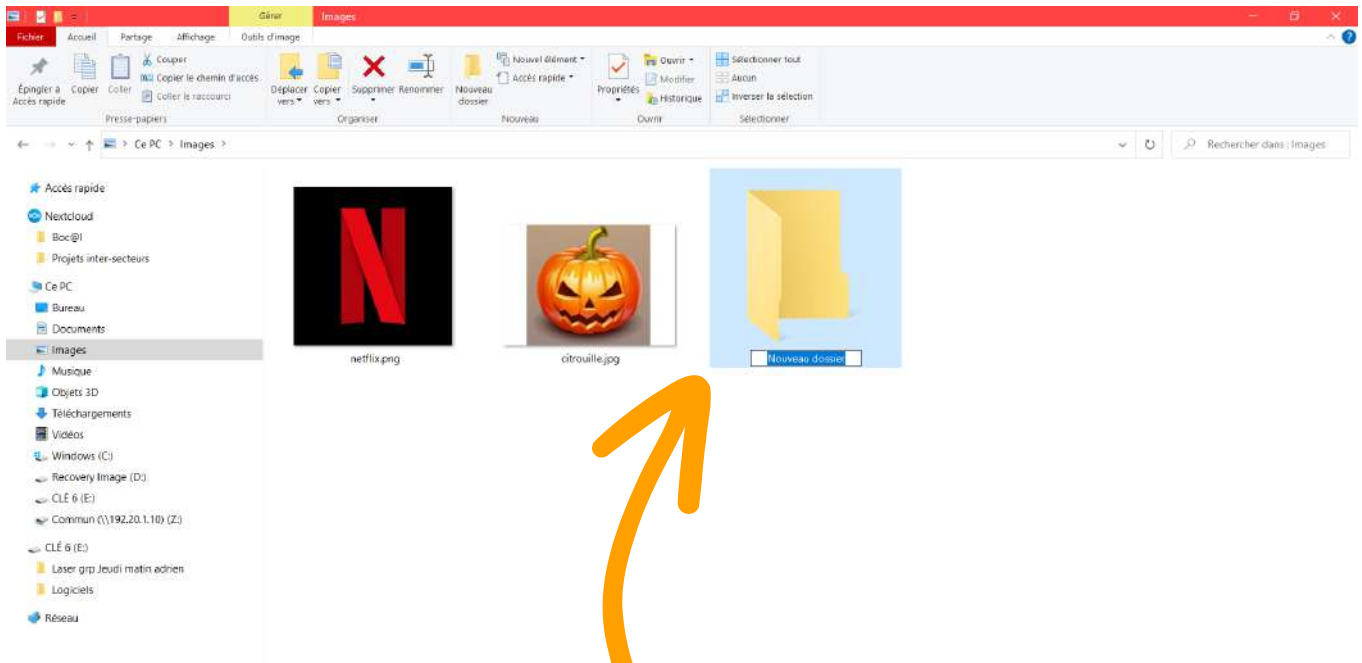 Gérer Images
Fichier Accueil Partage Affichage Outils d'image
Épingler à Accès rapide
Copier
Coller
Couper
Copier le chemin d'accès
Coller le raccourci
Presse-papiers
Déplacer vers
Copier vers
Supprimer
Renommer
Organiser
Nouveau dossier
Nouvel élément
Accès rapide
Nouveau
Propriétés
Ouvrir
Modifier
Historique
Ouvrir
Sélectionner tout
Aucun
Inverser la sélection
Sélectionner
Ce PC > Images >
Rechercher dans : Images
Accès rapide
Nextcloud
Boc@l
Projets inter-secteurs
Ce PC
Bureau
Documents
Images
Musique
Objets 3D
Téléchargements
Vidéos
Windows (C:)
Recovery Image (D:)
CLÉ 6 (E:)
Commun (\\192.20.1.10) (Z:)
CLÉ 6 (E:)
Laser grp Jeudi matin adrien
Logiciels
Réseau
N
netflix.png
citrouille.jpg
Nouveau dossier